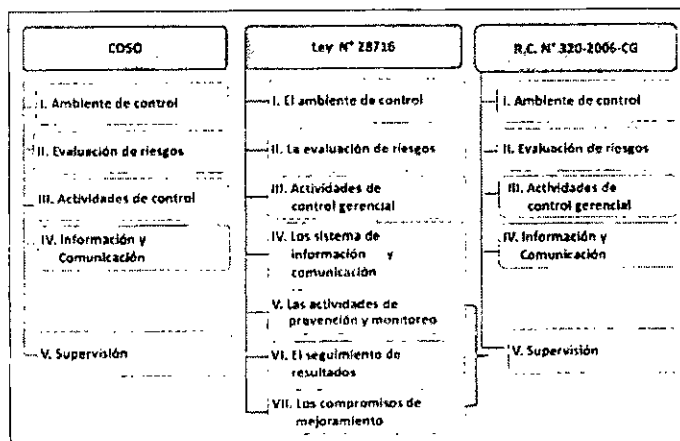 COSO
I. Ambiente de control
II. Evaluación de riesgos
III. Actividades de control
IV. Información y
Comunicación
V. Supervisión
Ley N° 28716
I. El ambiente de control
II. La evaluación de riesgos
III. Actividades de
control gerencial
IV. Los sistema de
información y
comunicación
V. Las actividades de
prevención y monitoreo
VI. El seguimiento de
resultados
VII. Los compromisos de
mejoramiento
R.C. N° 320-2006-CG
I. Ambiente de control
II. Evaluación de riesgos
III. Actividades de
control gerencial
IV. Información y
Comunicación
V. Supervisión